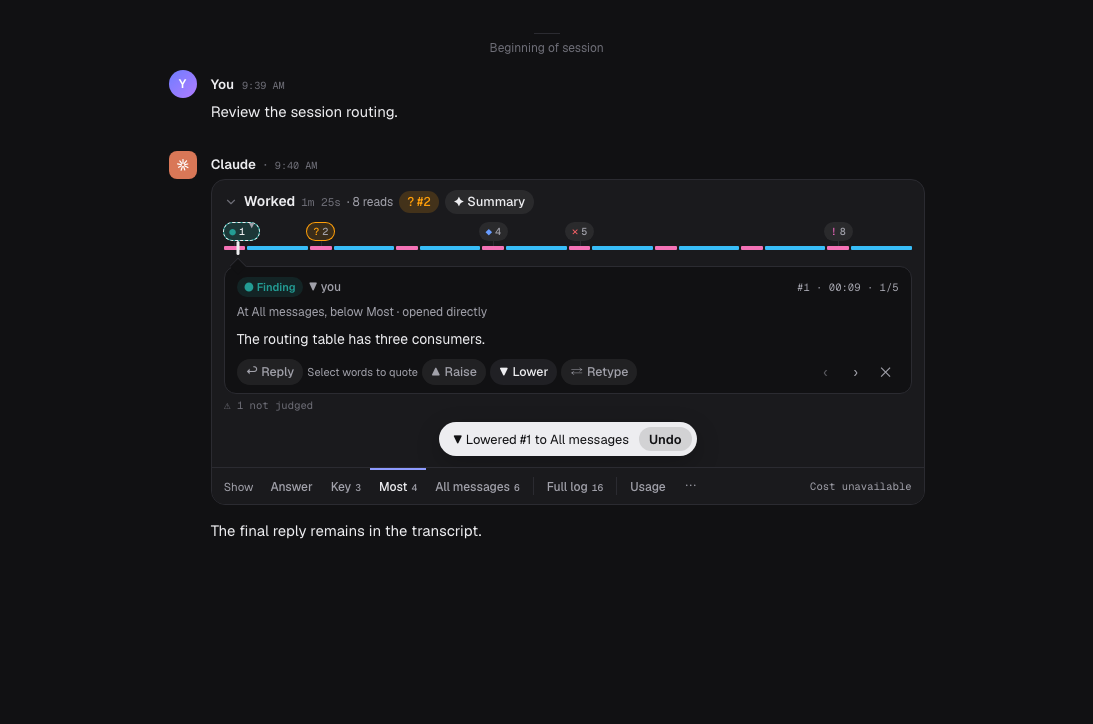 Beginning of session
Y You 9:39 AM
Review the session routing.
Claude · 9:40 AM
Worked 1m 25s · 8 reads ? #2 ✦ Summary
● 1 ▼ ? 2 ◆ 4 × 5 ! 8
● Finding ▼ you #1 · 00:09 · 1/5
At All messages, below Most · opened directly
The routing table has three consumers.
↩ Reply Select words to quote ▲ Raise ▼ Lower ⇄ Retype ‹ › ×
⚠ 1 not judged
▼ Lowered #1 to All messages Undo
Show Answer Key 3 Most 4 All messages 6 Full log 16 Usage ··· Cost unavailable
The final reply remains in the transcript.